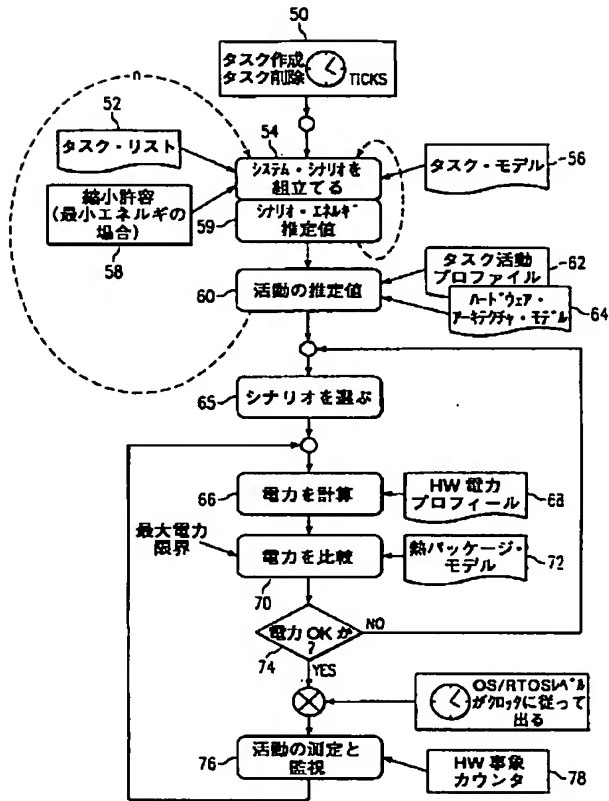 50
タスク作成
タスク削除
TICKS
n
52
タスク・リスト
54
システム・シナリオを
組立てる
タスク・モデル
56
縮小許容
(最小エネルギの
場合)
58
59
シナリオ・エネルギ
推定値
60
活動の推定値
タスク活動
プロファイル
62
ハードウェア・
アーキテクチャ・モデル
64
65
シナリオを選ぶ
66
電力を計算
HW 電力
プロフィール
68
最大電力
限界
電力を比較
70
熱パッケージ・
モデル
72
電力 OK か
?
74
NO
YES
OS/RTOSレベル
がクロックに従って
出る
76
活動の測定と
監視
HW 事象
カウンタ
78